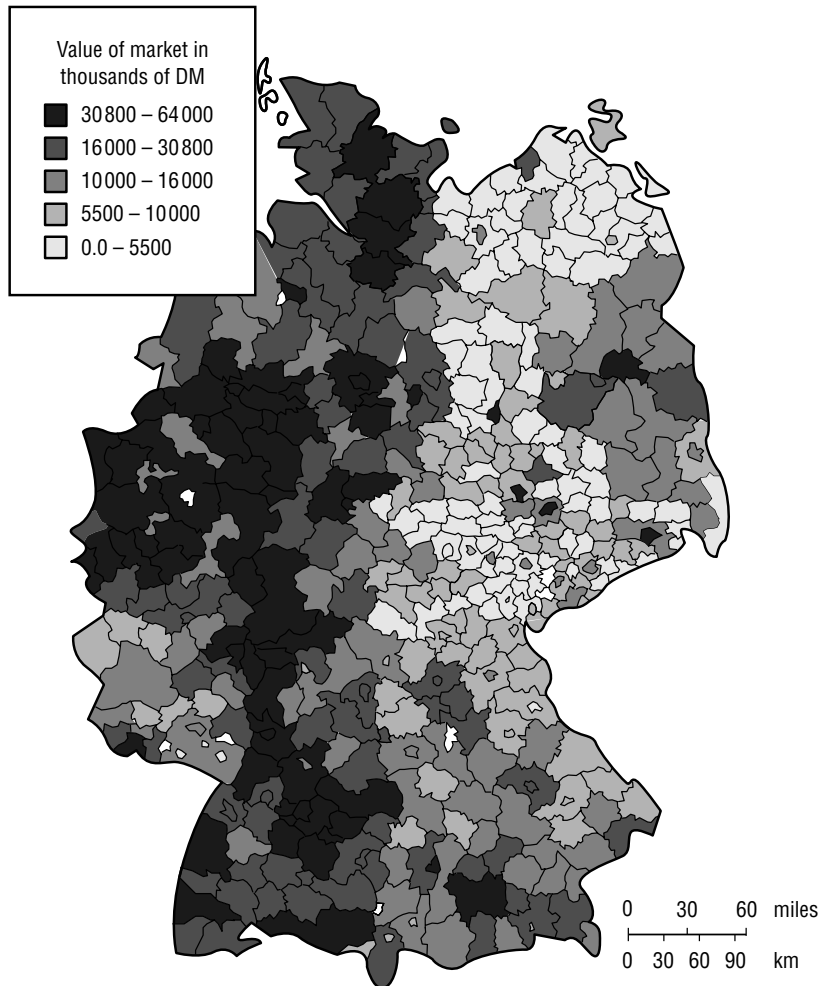 Value of market in
thousands of DM
30 800 – 64 000
16 000 – 30 800
10 000 – 16 000
5500 – 10 000
0.0 – 5500
0 30 60 miles
0 30 60 90 km